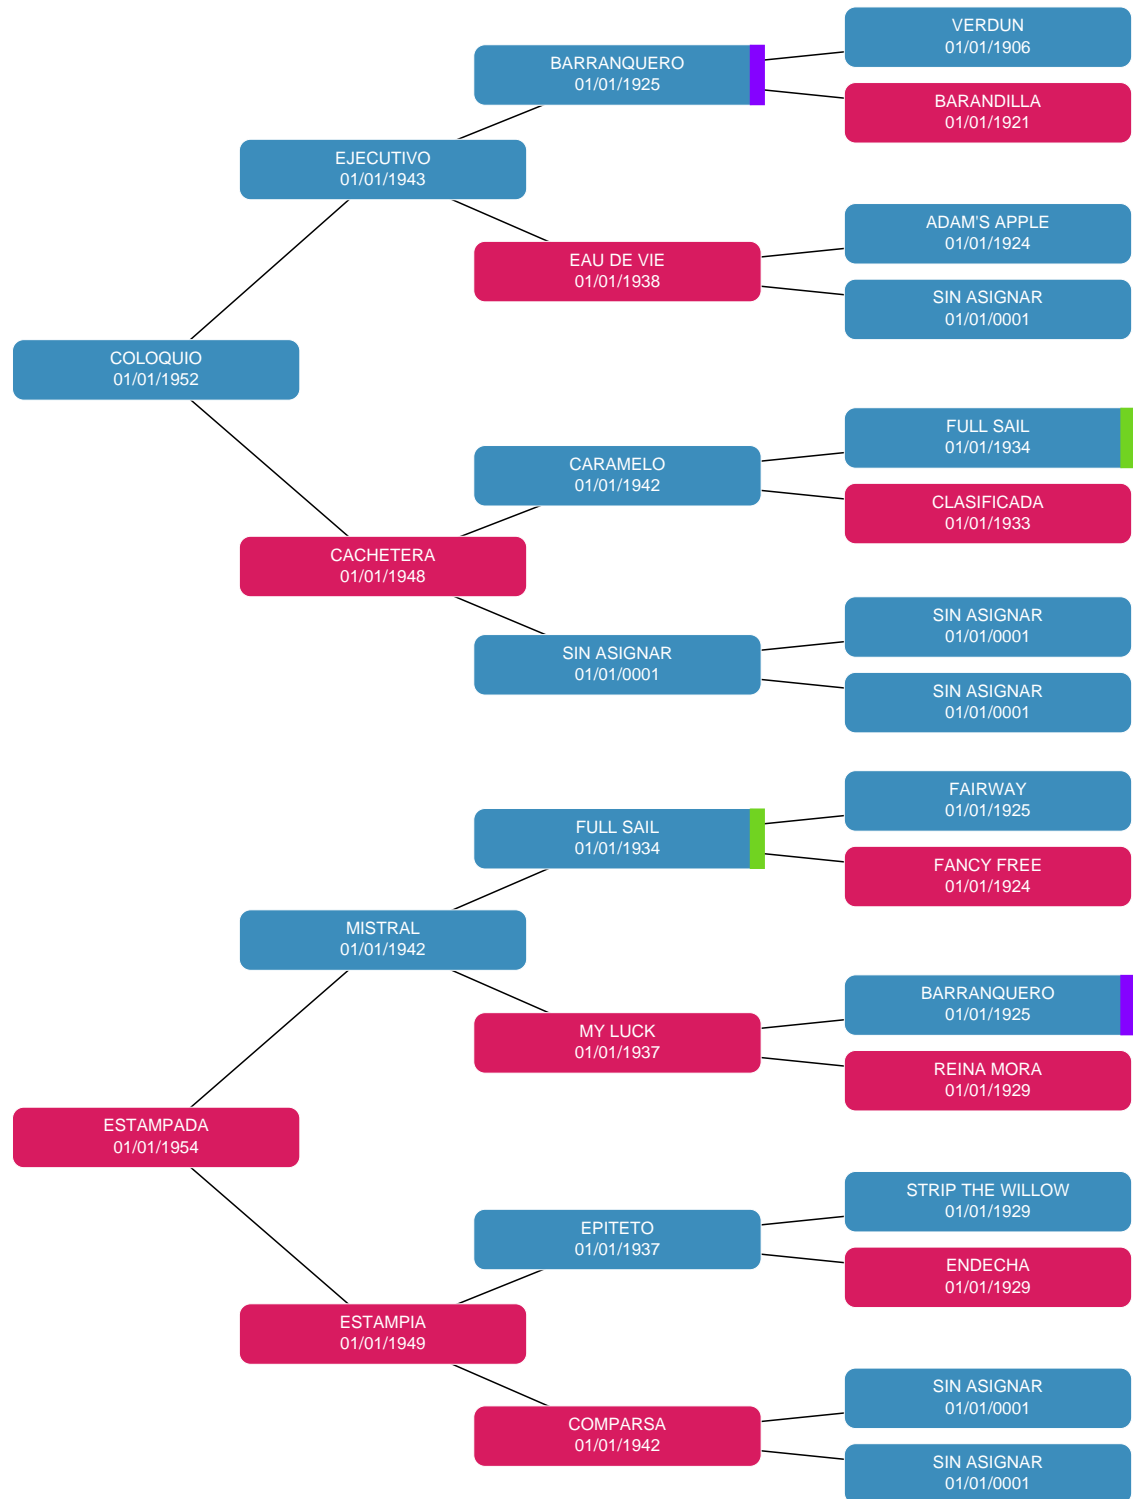 VERDUN
01/01/1906
BARRANQUERO
01/01/1925
BARANDILLA
01/01/1921
EJECUTIVO
01/01/1943
ADAM'S APPLE
01/01/1924
EAU DE VIE
01/01/1938
SIN ASIGNAR
01/01/0001
COLOQUIO
01/01/1952
FULL SAIL
01/01/1934
CARAMELO
01/01/1942
CLASIFICADA
01/01/1933
CACHETERA
01/01/1948
SIN ASIGNAR
01/01/0001
SIN ASIGNAR
01/01/0001
SIN ASIGNAR
01/01/0001
FAIRWAY
01/01/1925
FULL SAIL
01/01/1934
FANCY FREE
01/01/1924
MISTRAL
01/01/1942
BARRANQUERO
01/01/1925
MY LUCK
01/01/1937
REINA MORA
01/01/1929
ESTAMPADA
01/01/1954
STRIP THE WILLOW
01/01/1929
EPITETO
01/01/1937
ENDECHA
01/01/1929
ESTAMPIA
01/01/1949
SIN ASIGNAR
01/01/0001
COMPARSA
01/01/1942
SIN ASIGNAR
01/01/0001